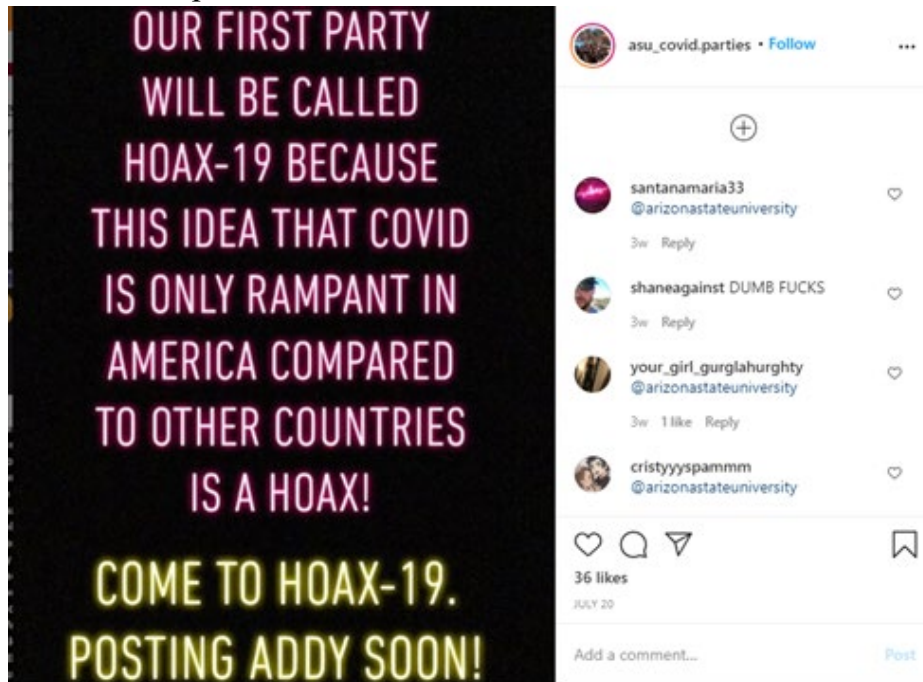 OUR FIRST PARTY
WILL BE CALLED
HOAX-19 BECAUSE
THIS IDEA THAT COVID
IS ONLY RAMPANT IN
AMERICA COMPARED
TO OTHER COUNTRIES
IS A HOAX!
COME TO HOAX-19.
POSTING ADDY SOON!
asu_covid.parties • Follow
santanamaria33
@arizonastateuniversity
3w Reply
shaneagainst DUMB FUCKS
3w Reply
your_girl_gurglahurghty
@arizonastateuniversity
3w 1 like Reply
cristyyyspammm
@arizonastateuniversity
36 likes
JULY 20
Add a comment... Post